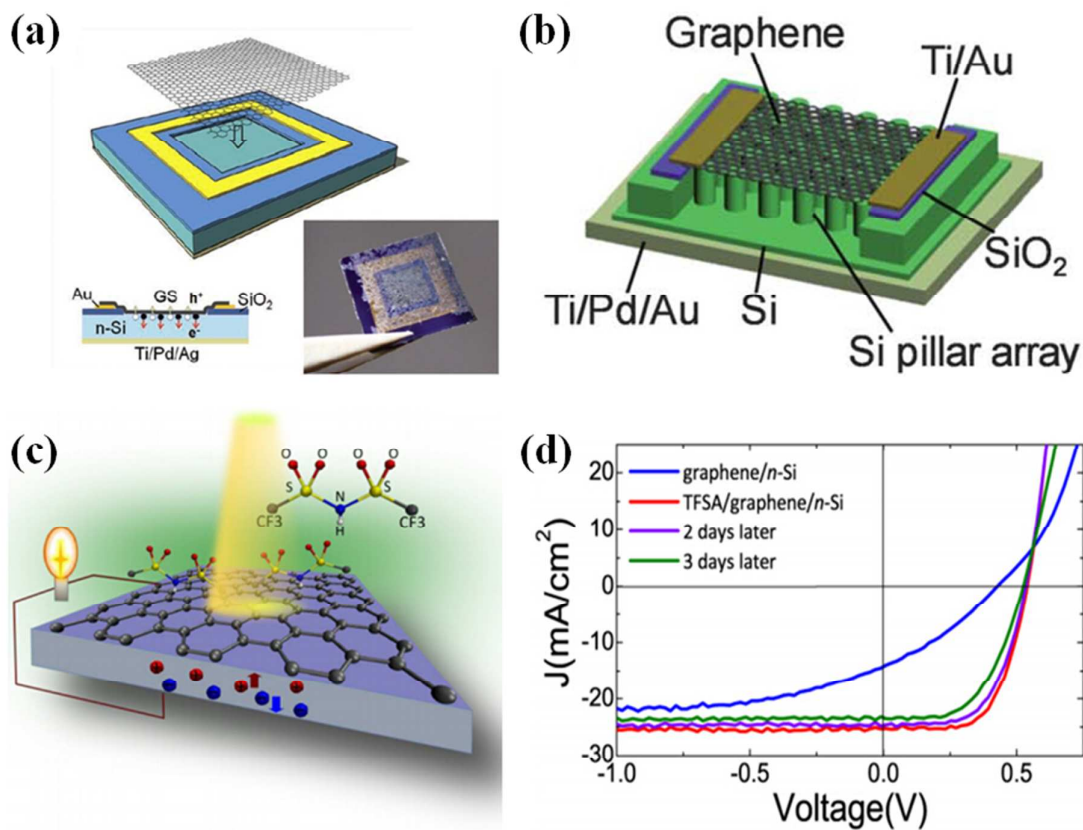 (a)
Au
GS
h+
SiO2
n-Si
e-
Ti/Pd/Ag
(b)
Graphene
Ti/Au
SiO2
Ti/Pd/Au
Si
Si pillar array
(c)
O O O O
S N S
CF3 H CF3
(d)
20
10
0
-10
-20
-30
J(mA/cm2)
graphene/n-Si
TFSA/graphene/n-Si
2 days later
3 days later
-1.0 -0.5 0.0 0.5
Voltage(V)